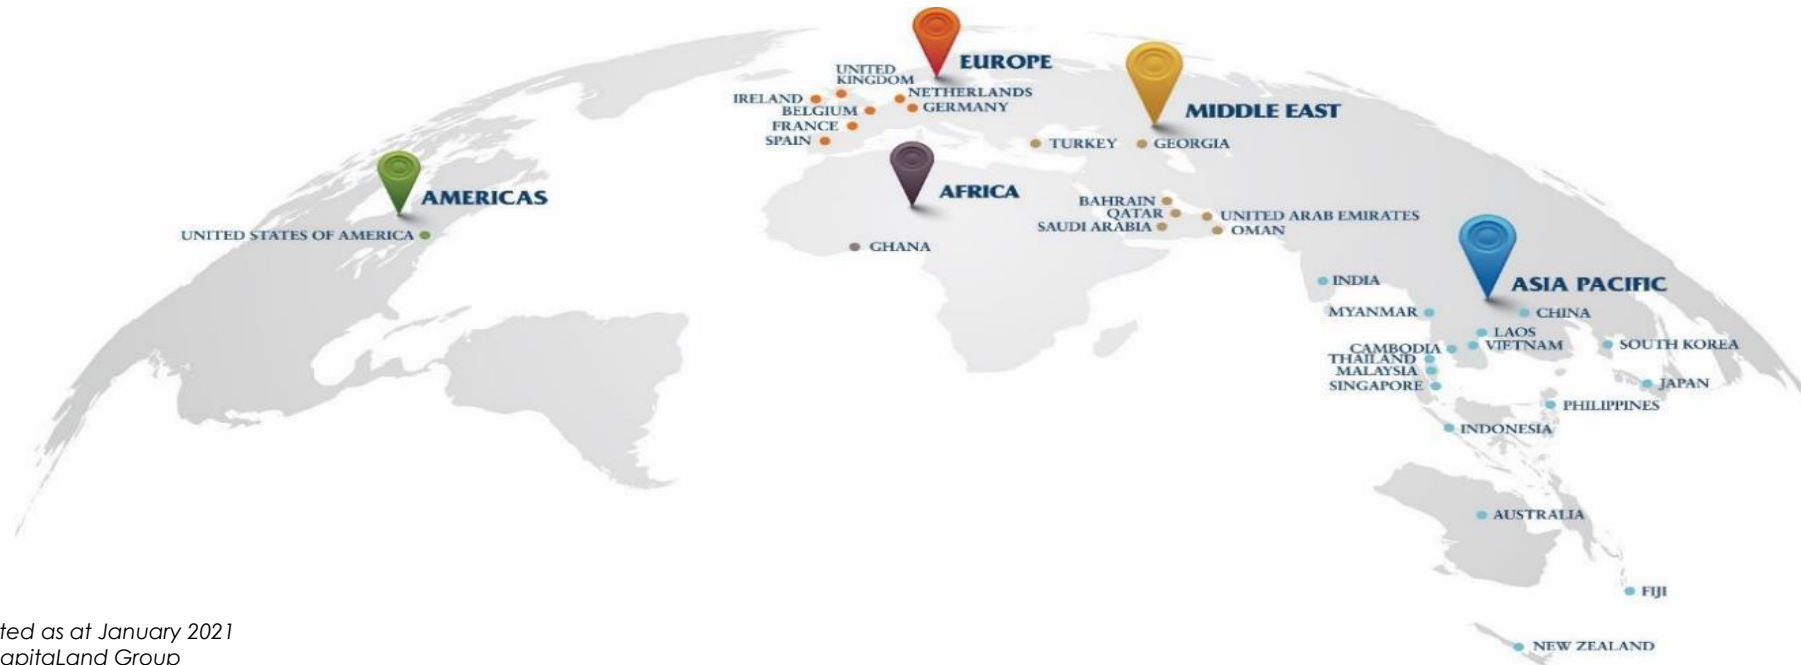 EUROPE
UNITED
KINGDOM
IRELAND
NETHERLANDS
BELGIUM
GERMANY
FRANCE
SPAIN
MIDDLE EAST
TURKEY
GEORGIA
AMERICAS
UNITED STATES OF AMERICA
AFRICA
GHANA
BAHRAIN
QATAR
UNITED ARAB EMIRATES
SAUDI ARABIA
OMAN
ASIA PACIFIC
INDIA
MYANMAR
CHINA
LAOS
CAMBODIA
VIETNAM
SOUTH KOREA
THAILAND
MALAYSIA
SINGAPORE
JAPAN
PHILIPPINES
INDONESIA
AUSTRALIA
FIJI
NEW ZEALAND
as at January 2021
Group